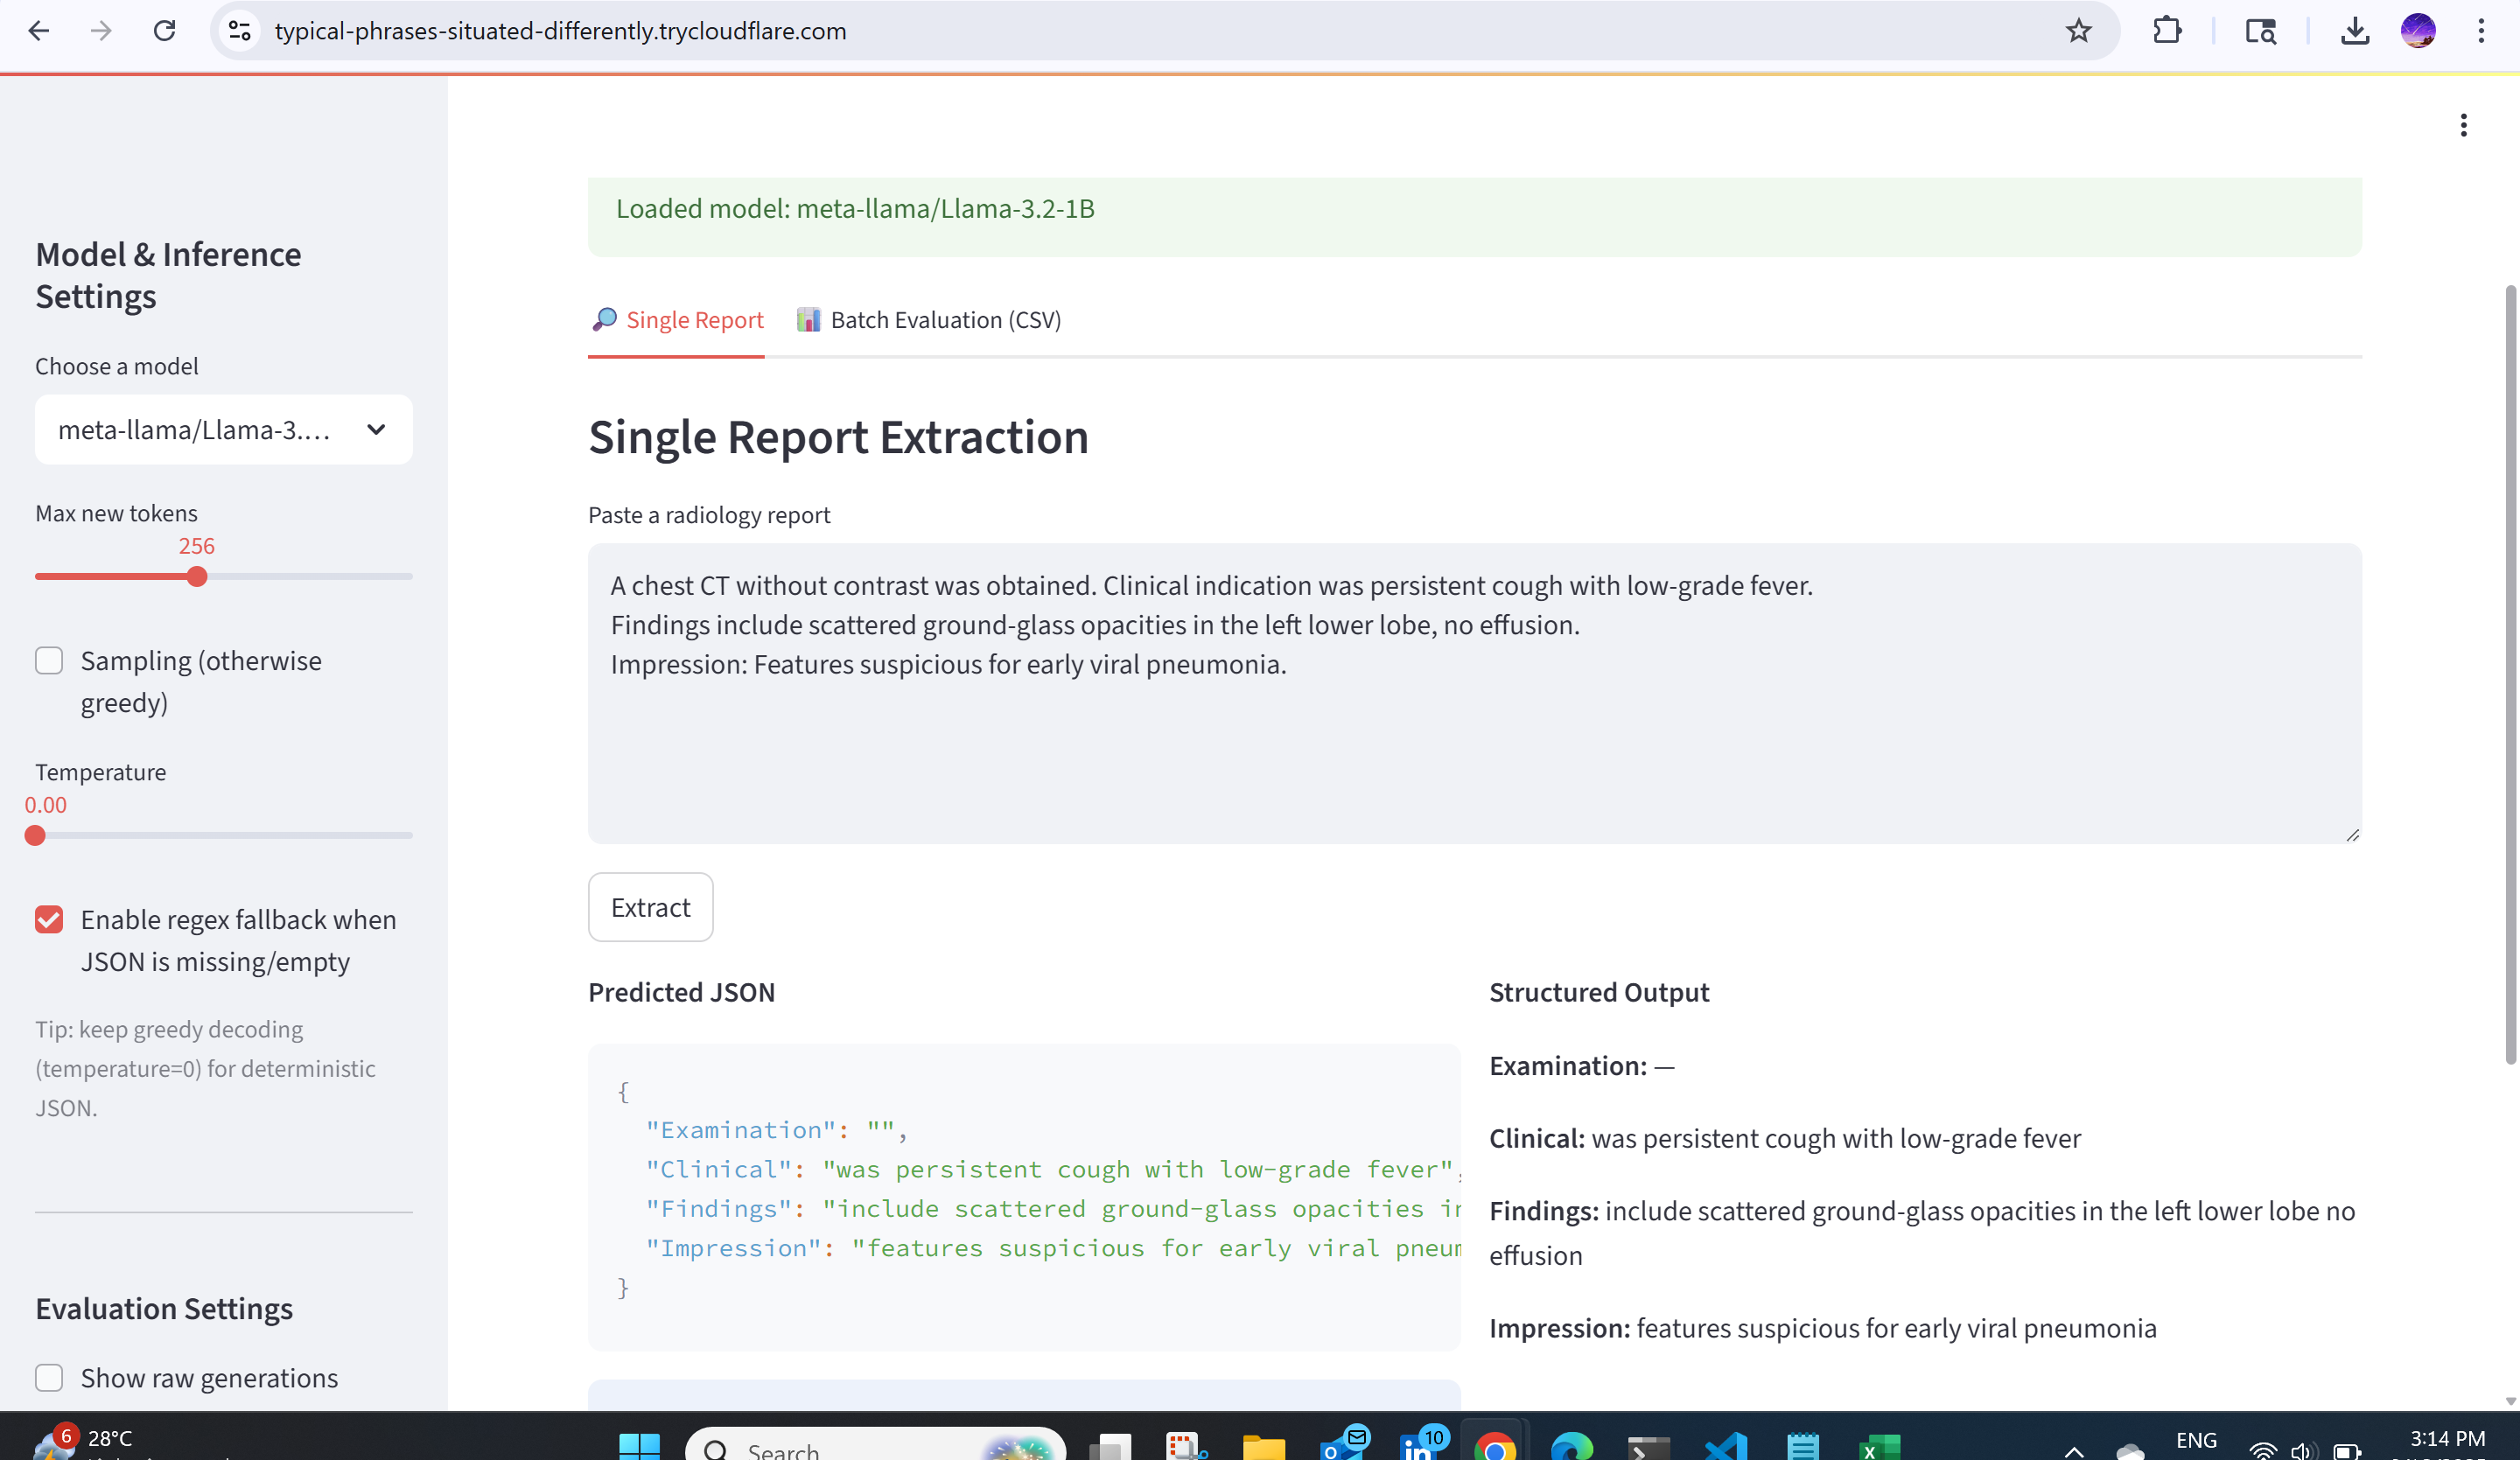 typical-phrases-situated-differently.trycloudflare.com
Model & Inference
Settings
Choose a model
meta-llama/Llama-3....
Max new tokens
256
Sampling (otherwise
greedy)
Temperature
0.00
Enable regex fallback when
JSON is missing/empty
Tip: keep greedy decoding
(temperature=0) for deterministic
JSON.
Evaluation Settings
Show raw generations
Loaded model: meta-llama/Llama-3.2-1B
Single Report
Batch Evaluation (CSV)
Single Report Extraction
Paste a radiology report
A chest CT without contrast was obtained. Clinical indication was persistent cough with low-grade fever.
Findings include scattered ground-glass opacities in the left lower lobe, no effusion.
Impression: Features suspicious for early viral pneumonia.
Extract
Predicted JSON
{
"Examination": "",
"Clinical": "was persistent cough with low-grade fever",
"Findings": "include scattered ground-glass opacities in
"Impression": "features suspicious for early viral pneum
}
Structured Output
Examination: —
Clinical: was persistent cough with low-grade fever
Findings: include scattered ground-glass opacities in the left lower lobe no
effusion
Impression: features suspicious for early viral pneumonia
6
28°C
Search
10
ENG
3:14 PM